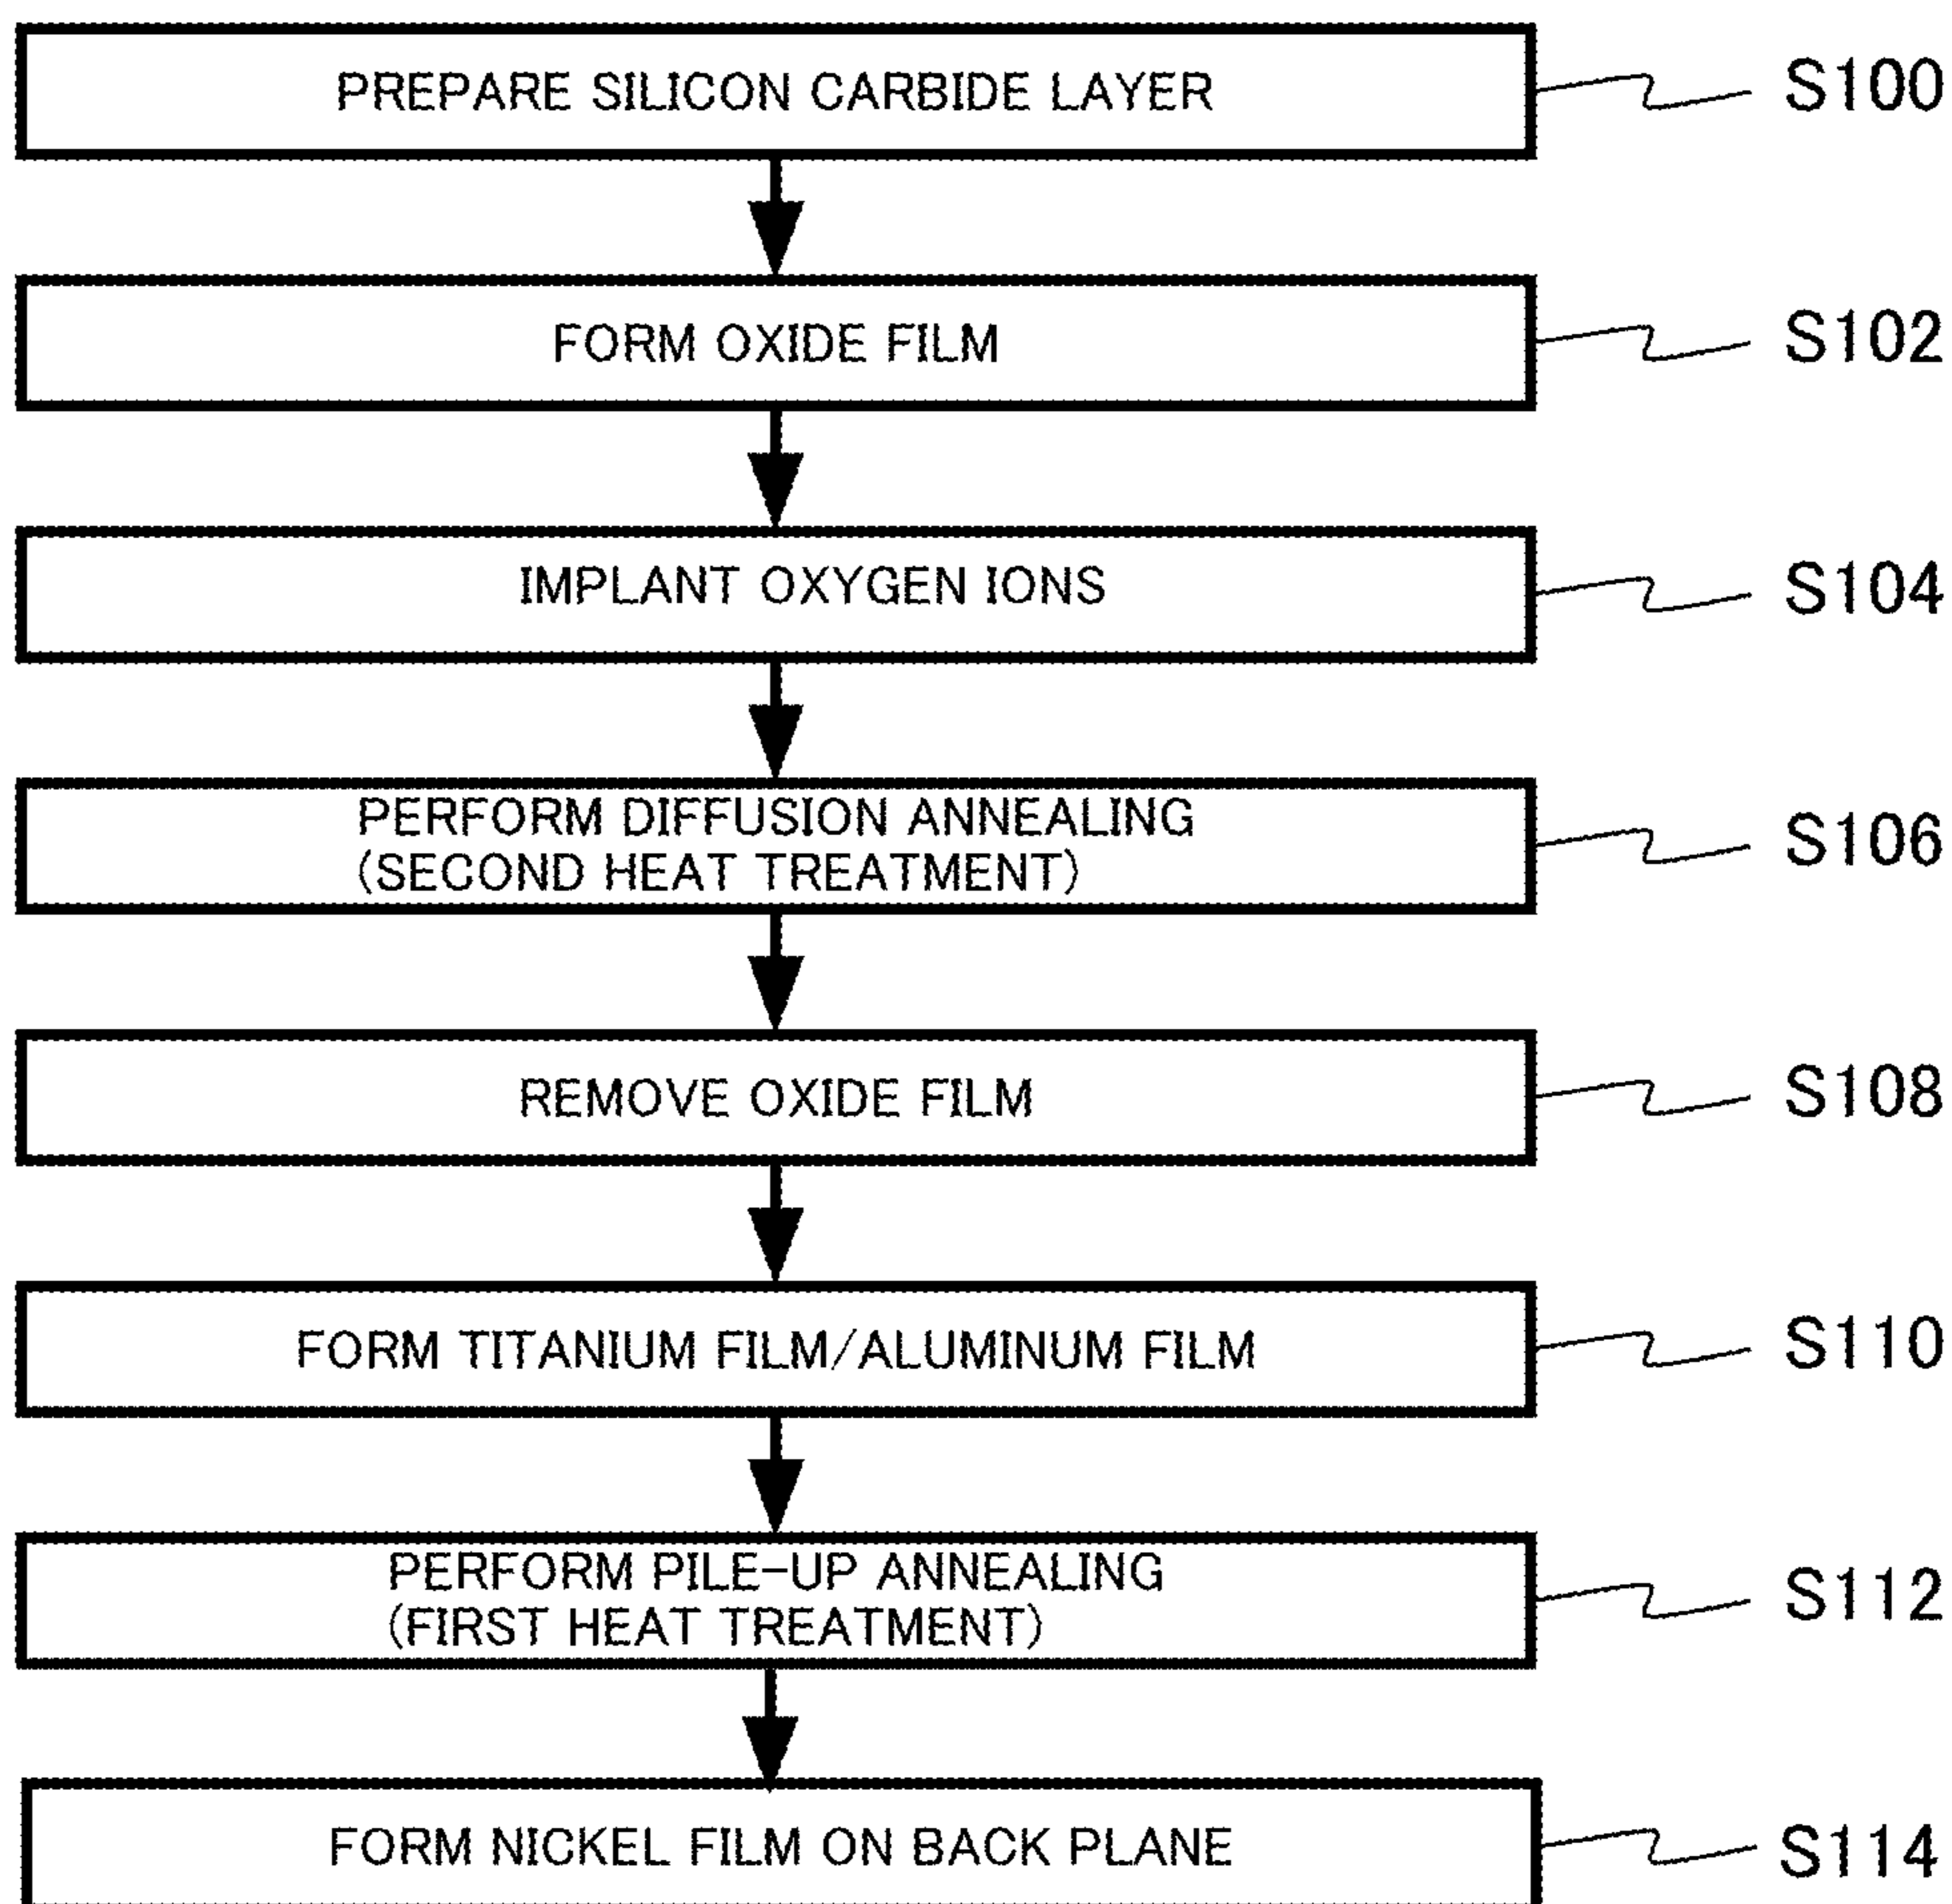 PREPARE SILICON CARBIDE LAYER
S100
FORM OXIDE FILM
S102
IMPLANT OXYGEN IONS
S104
PERFORM DIFFUSION ANNEALING
(SECOND HEAT TREATMENT)
S106
REMOVE OXIDE FILM
S108
FORM TITANIUM FILM/ALUMINUM FILM
S110
PERFORM PILE-UP ANNEALING
(FIRST HEAT TREATMENT)
S112
FORM NICKEL FILM ON BACK PLANE
S114